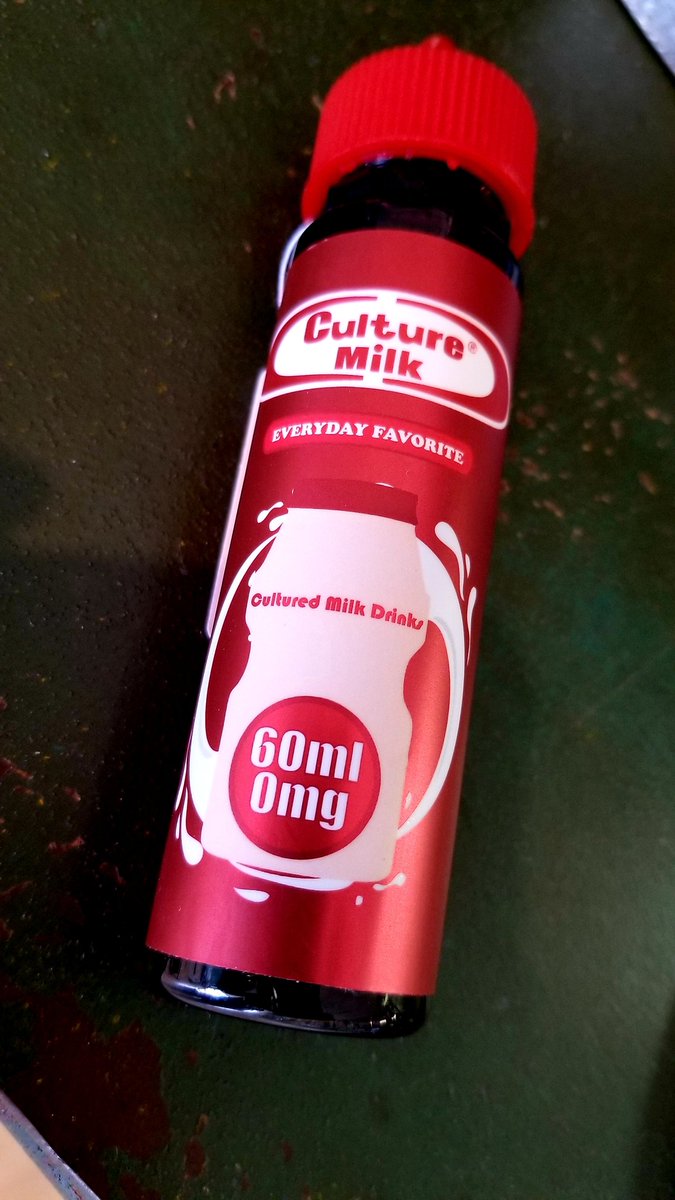 Culture®
Milk
EVERYDAY FAVORITE
Cultured Milk Drinks
60ml
0mg